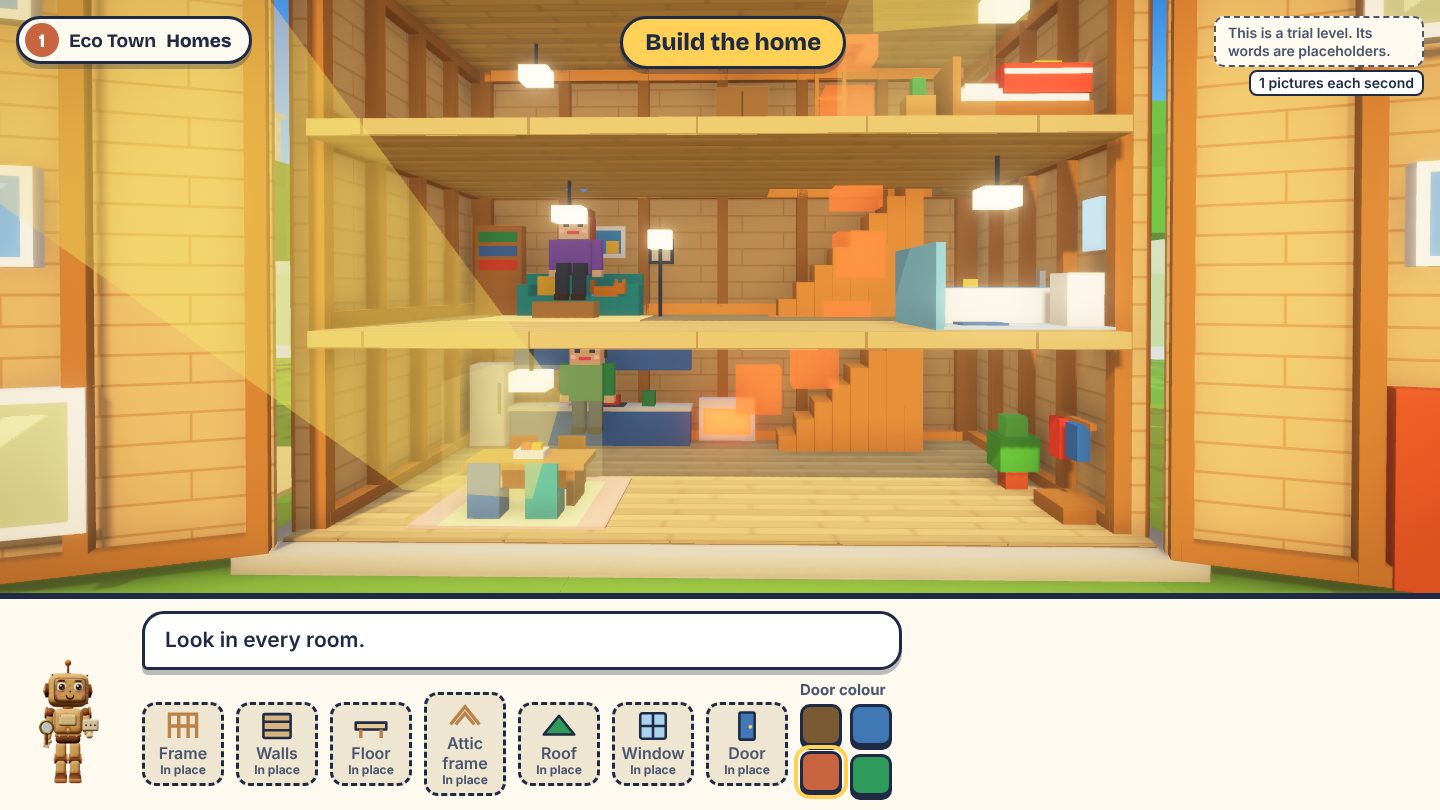 1 Eco Town Homes
Build the home
This is a trial level. Its
words are placeholders.
1 pictures each second
Look in every room.
Door colour
Frame
In place
Walls
In place
Floor
In place
Attic
frame
In place
Roof
In place
Window
In place
Door
In place